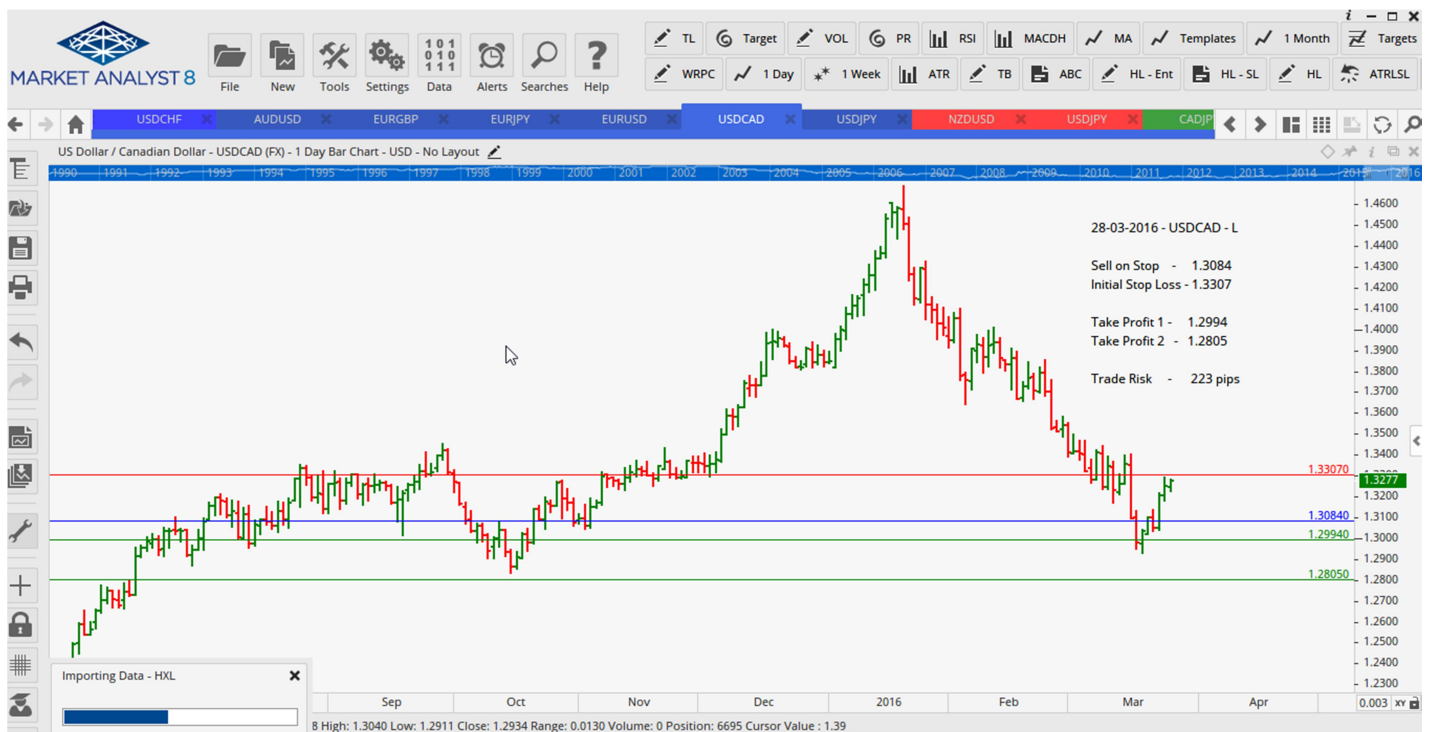 i
TL Target VOL PR RSI MACDH MA Templates 1 Month Targets
MARKET ANALYST 8
File New Tools Settings Data Alerts Searches Help
WRPC 1 Day 1 Week ATR TB ABC HL - Ent HL - SL HL ATRLSL
USDCHF AUDUSD EURGBP EURJPY EURUSD USDCAD USDJPY NZDUSD USDJPY CADJP
US Dollar / Canadian Dollar - USDCAD (FX) - 1 Day Bar Chart - USD - No Layout
1990 1991 1992 1993 1994 1995 1996 1997 1998 1999 2000 2001 2002 2003 2004 2005 2006 2007 2008 2009 2010 2011 2012 2013 2014 2015 2016
28-03-2016 - USDCAD - L
Sell on Stop - 1.3084
Initial Stop Loss - 1.3307
Take Profit 1 - 1.2994
Take Profit 2 - 1.2805
Trade Risk - 223 pips
1.4600
1.4500
1.4400
1.4300
1.4200
1.4100
1.4000
1.3900
1.3800
1.3700
1.3600
1.3500
1.3400
1.33070
1.3277
1.3200
1.3100
1.30840
1.29940
1.3000
1.2900
1.28050
1.2800
1.2700
1.2600
1.2500
1.2400
1.2300
Importing Data - HXL
Sep Oct Nov Dec 2016 Feb Mar Apr
0.003 XY
8 High: 1.3040 Low: 1.2911 Close: 1.2934 Range: 0.0130 Volume: 0 Position: 6695 Cursor Value : 1.39